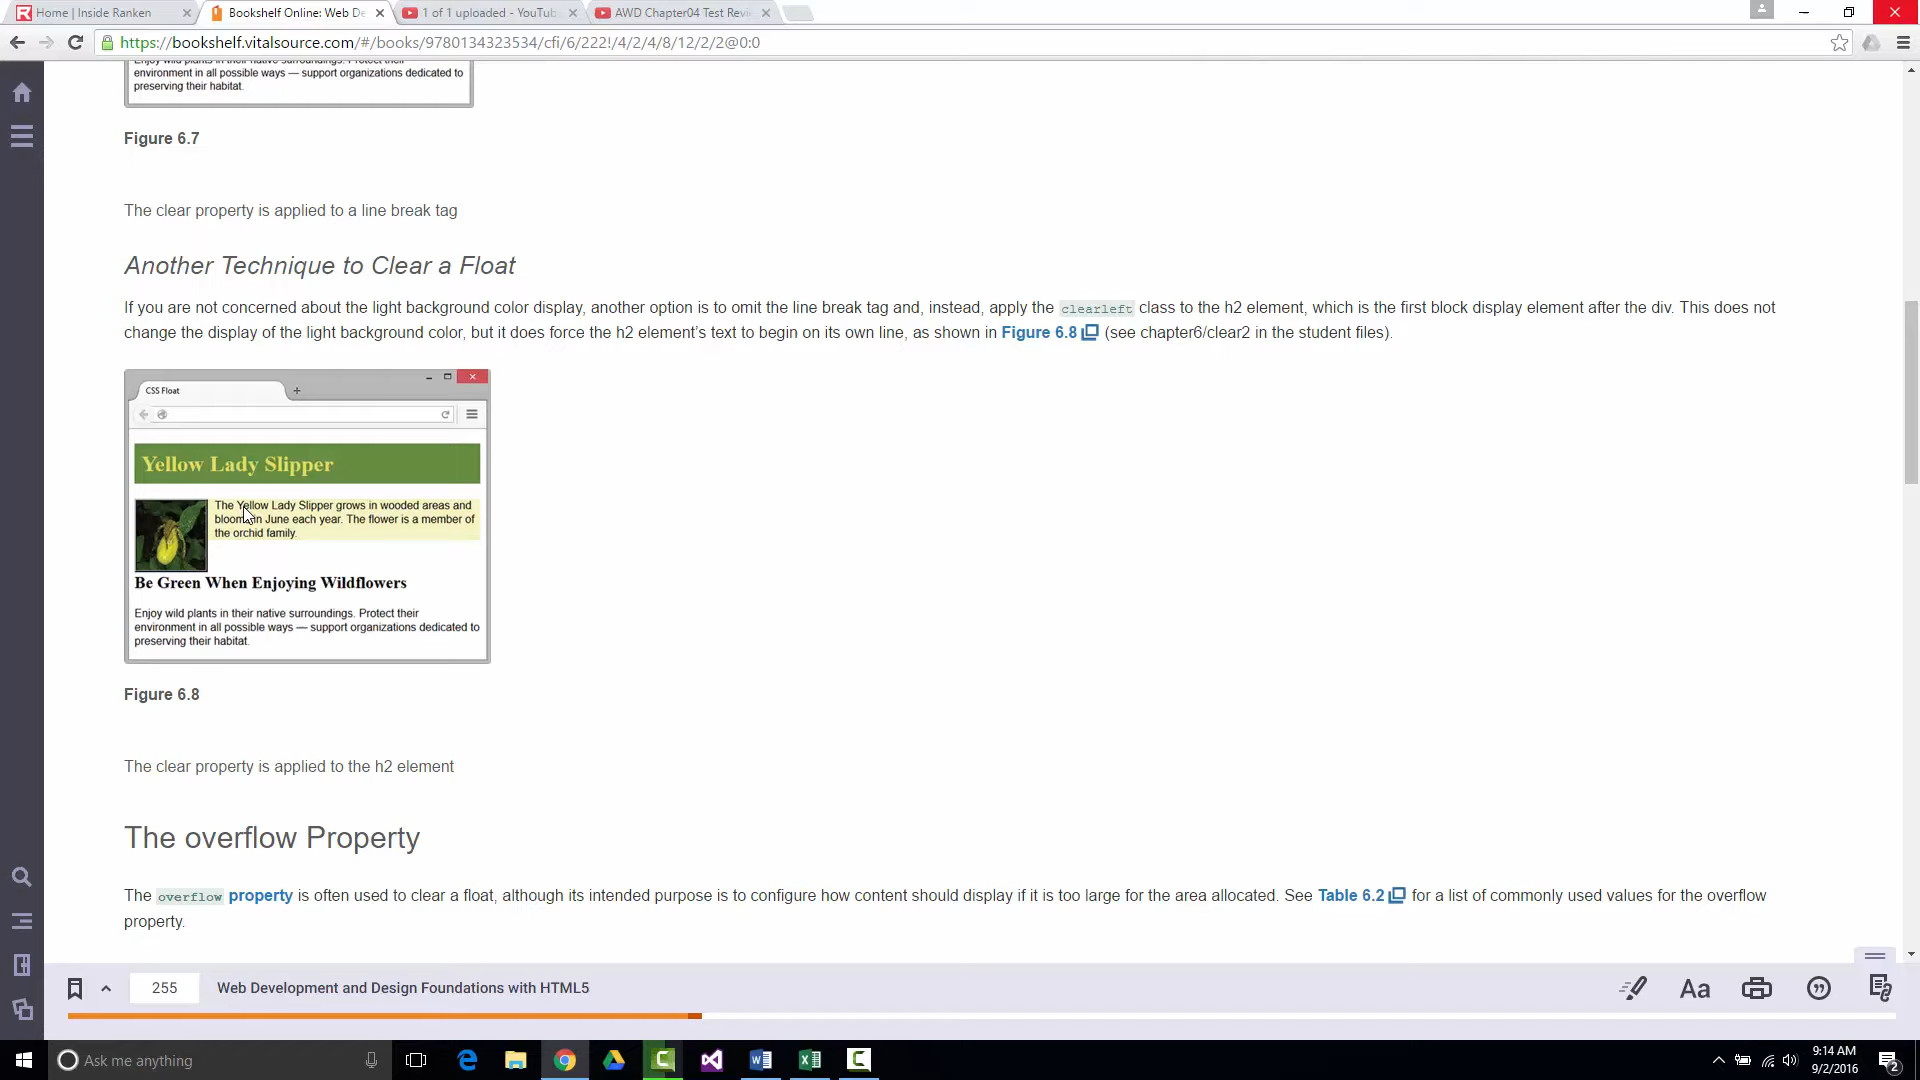 Home | Inside Ranken
Bookshelf Online: Web De
1 of 1 uploaded - YouTub
AWD Chapter04 Test Revi
https://bookshelf.vitalsource.com/#/books/9780134323534/cfi/6/222!/4/2/4/8/12/2/2@0:0
Enjoy wild plants in their native surroundings. Protect their
environment in all possible ways — support organizations dedicated to
preserving their habitat.
Figure 6.7
The clear property is applied to a line break tag
Another Technique to Clear a Float
If you are not concerned about the light background color display, another option is to omit the line break tag and, instead, apply the clearleft class to the h2 element, which is the first block display element after the div. This does not
change the display of the light background color, but it does force the h2 element’s text to begin on its own line, as shown in Figure 6.8 (see chapter6/clear2 in the student files).
CSS Float
Yellow Lady Slipper
The Yellow Lady Slipper grows in wooded areas and
bloom in June each year. The flower is a member of
the orchid family.
Be Green When Enjoying Wildflowers
Enjoy wild plants in their native surroundings. Protect their
environment in all possible ways — support organizations dedicated to
preserving their habitat.
Figure 6.8
The clear property is applied to the h2 element
The overflow Property
The overflow property is often used to clear a float, although its intended purpose is to configure how content should display if it is too large for the area allocated. See Table 6.2 for a list of commonly used values for the overflow
property.
255
Web Development and Design Foundations with HTML5
Aa
Ask me anything
9:14 AM
9/2/2016
2